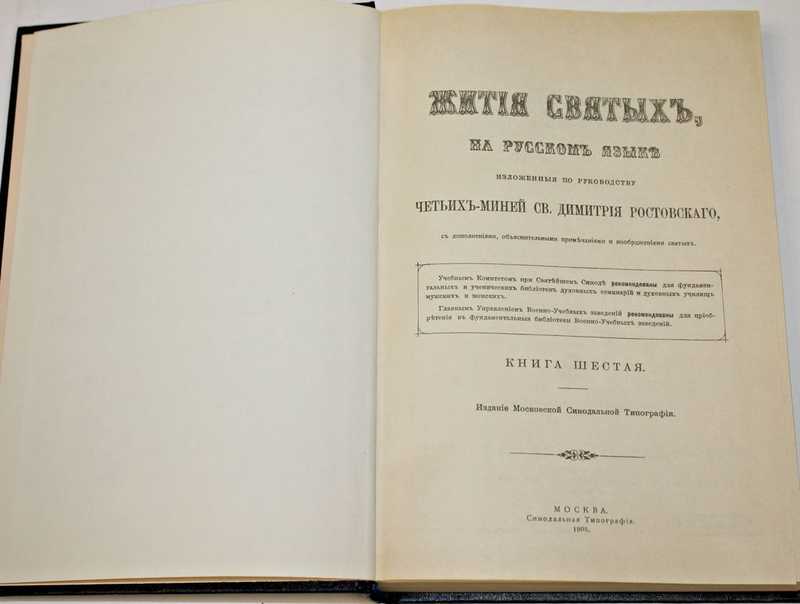 ЖИТІЯ СВЯТЫХЪ,
НА РУССКОМЪ ЯЗЫКѢ
ИЗЛОЖЕННЫЯ ПО РУКОВОДСТВУ
ЧЕТЬИХЪ-МИНЕЙ СВ. ДИМИТРІЯ РОСТОВСКАГО,
съ дополненіями, объяснительными примѣчаніями и изображеніями святыхъ.
Учебнымъ Комитетомъ при Святѣйшемъ Синодѣ рекомендованы для фундамен-
тальныхъ и ученическихъ библіотекъ духовныхъ семинарій и духовныхъ училищъ
мужскихъ и женскихъ.
Главнымъ Управленіемъ Военно-Учебныхъ заведеній рекомендованы для пріоб-
рѣтенія въ фундаментальныя библіотеки Военно-Учебныхъ заведеній.
КНИГА ШЕСТАЯ.
Изданіе Московской Синодальной Типографіи.
МОСКВА.
Синодальная Типографія.